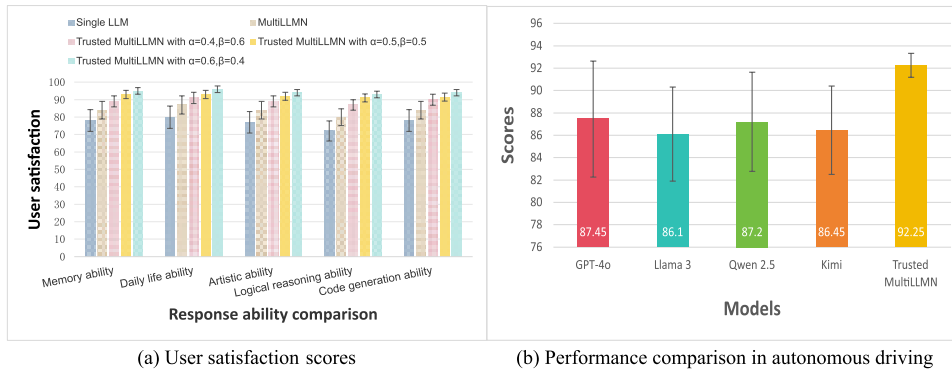 Single LLM
MultiLLMN
Trusted MultiLLMN with α=0.4,β=0.6
Trusted MultiLLMN with α=0.5,β=0.5
Trusted MultiLLMN with α=0.6,β=0.4
User satisfaction
100
90
80
70
60
50
40
30
20
10
0
Memory ability
Daily life ability
Artistic ability
Logical reasoning ability
Code generation ability
Response ability comparison
(a) User satisfaction scores
Scores
96
94
92
90
88
86
84
82
80
78
76
87.45
86.1
87.2
86.45
92.25
GPT-4o
Llama 3
Qwen 2.5
Kimi
Trusted
MultiLLMN
Models
(b) Performance comparison in autonomous driving